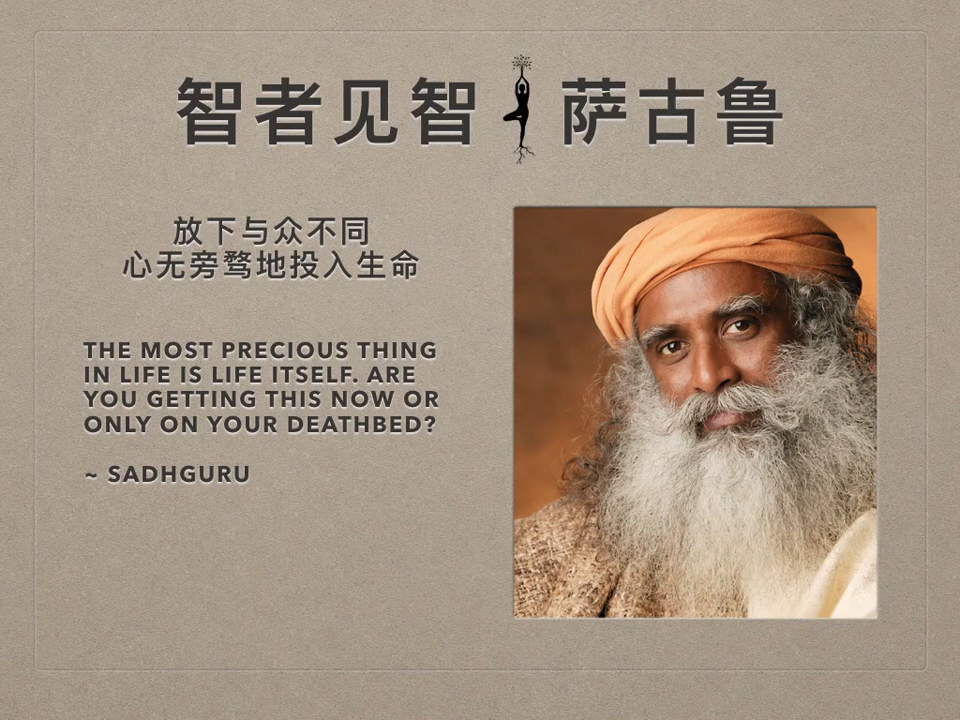 智者见智 萨古鲁
放下与众不同
心无旁骛地投入生命
THE MOST PRECIOUS THING
IN LIFE IS LIFE ITSELF. ARE
YOU GETTING THIS NOW OR
ONLY ON YOUR DEATHBED?
~ SADHGURU